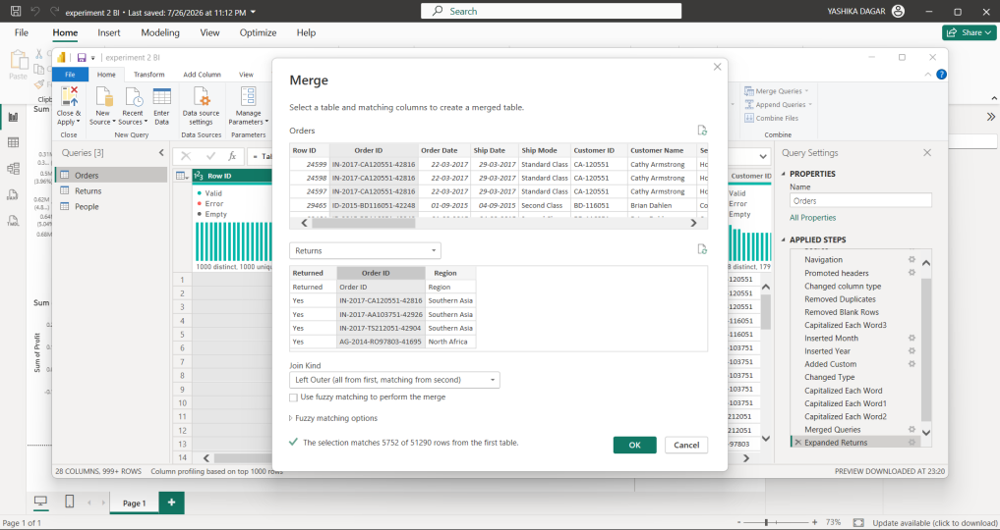 experiment 2 BI • Last saved: 7/26/2026 at 11:12 PM
Search
YASHIKA DAGAR
File Home Insert Modeling View Optimize Help
Share
Paste
experiment 2 BI
File Home Transform Add Column View
Close & Apply
New Source
Recent Sources
Enter Data
Data source settings
Manage Parameters
Merge Queries
Append Queries
Combine Files
Close New Query Data Sources Parameters Combine
Queries [3]
Orders
Returns
People
Row ID
Valid
Error
Empty
1000 distinct, 1000 uniqu
1
2
3
4
5
6
7
8
9
10
11
12
13
14
Merge
Select a table and matching columns to create a merged table.
Orders
Row ID Order ID Order Date Ship Date Ship Mode Customer ID Customer Name Se
24599 IN-2017-CA120551-42816 22-03-2017 29-03-2017 Standard Class CA-120551 Cathy Armstrong Ho
24598 IN-2017-CA120551-42816 22-03-2017 29-03-2017 Standard Class CA-120551 Cathy Armstrong Ho
24597 IN-2017-CA120551-42816 22-03-2017 29-03-2017 Standard Class CA-120551 Cathy Armstrong Ho
29465 ID-2015-BD116051-42248 01-09-2015 04-09-2015 Second Class BD-116051 Brian Dahlen Co
Returns
Returned Order ID Region
Returned Order ID Region
Yes IN-2017-CA120551-42816 Southern Asia
Yes IN-2017-AA103751-42926 Southern Asia
Yes IN-2017-TS212051-42904 Southern Asia
Yes AG-2014-RO97803-41695 North Africa
Join Kind
Left Outer (all from first, matching from second)
Use fuzzy matching to perform the merge
Fuzzy matching options
The selection matches 5752 of 51290 rows from the first table.
OK Cancel
Customer ID
Valid
Error
Empty
8 distinct, 179
120551
120551
120551
-116051
-116051
-103751
-103751
-103751
-103751
-103751
212051
212051
-97803
Query Settings
PROPERTIES
Name
Orders
All Properties
APPLIED STEPS
Navigation
Promoted headers
Changed column type
Removed Duplicates
Removed Blank Rows
Capitalized Each Word3
Inserted Month
Inserted Year
Added Custom
Changed Type
Capitalized Each Word
Capitalized Each Word1
Capitalized Each Word2
Merged Queries
Expanded Returns
28 COLUMNS, 999+ ROWS Column profiling based on top 1000 rows
PREVIEW DOWNLOADED AT 23:20
Sum of Profit
Page 1
Page 1 of 1
73%
Update available (click to download)